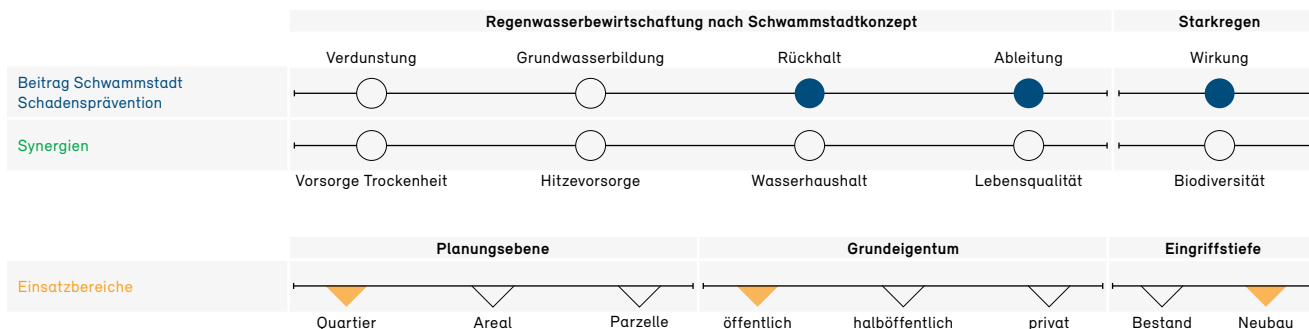 Regenwasserbewirtschaftung nach Schwammstadtkonzept Starkregen
Verdunstung Grundwasserbildung Rückhalt Ableitung Wirkung
Beitrag Schwammstadt
Schadensprävention
Synergien
Vorsorge Trockenheit Hitzevorsorge Wasserhaushalt Lebensqualität Biodiversität
Planungsebene Grundeigentum Eingriffstiefe
Einsatzbereiche
Quartier Areal Parzelle öffentlich halböffentlich privat Bestand Neubau